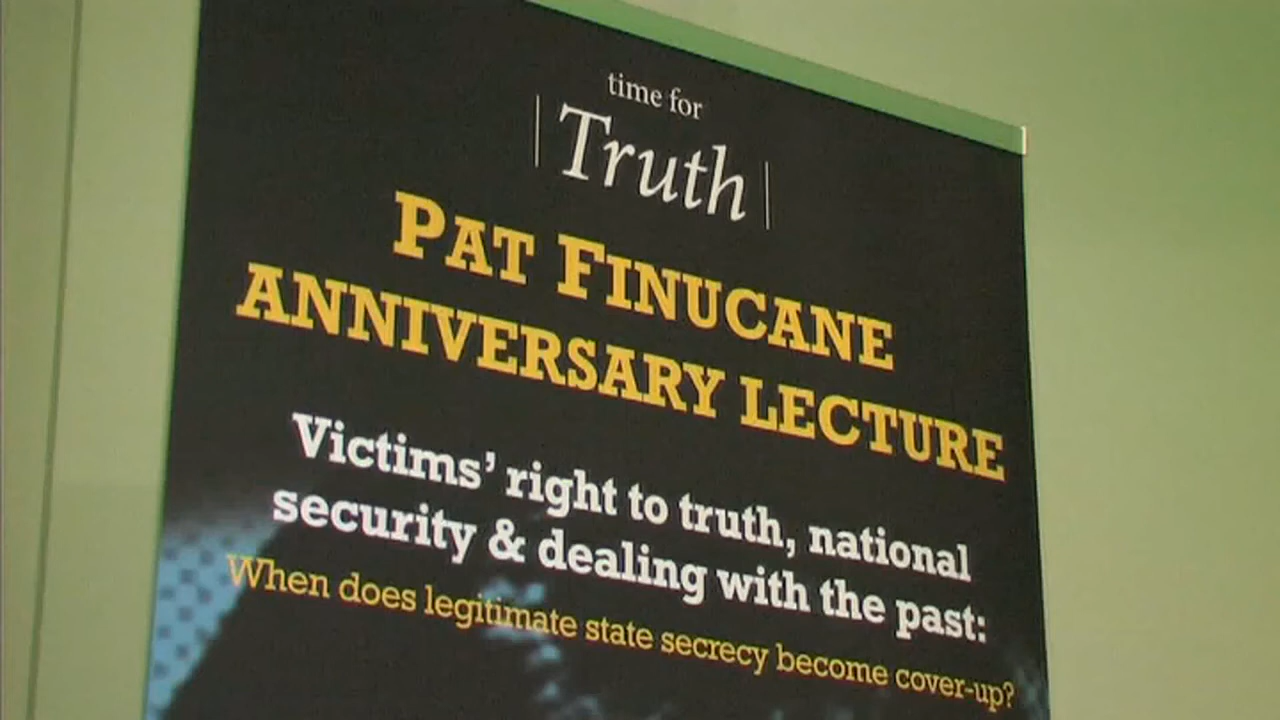 time for
Truth
PAT FINUCANE
ANNIVERSARY LECTURE
Victims' right to truth, national
security & dealing with the past:
When does legitimate state secrecy become cover-up?